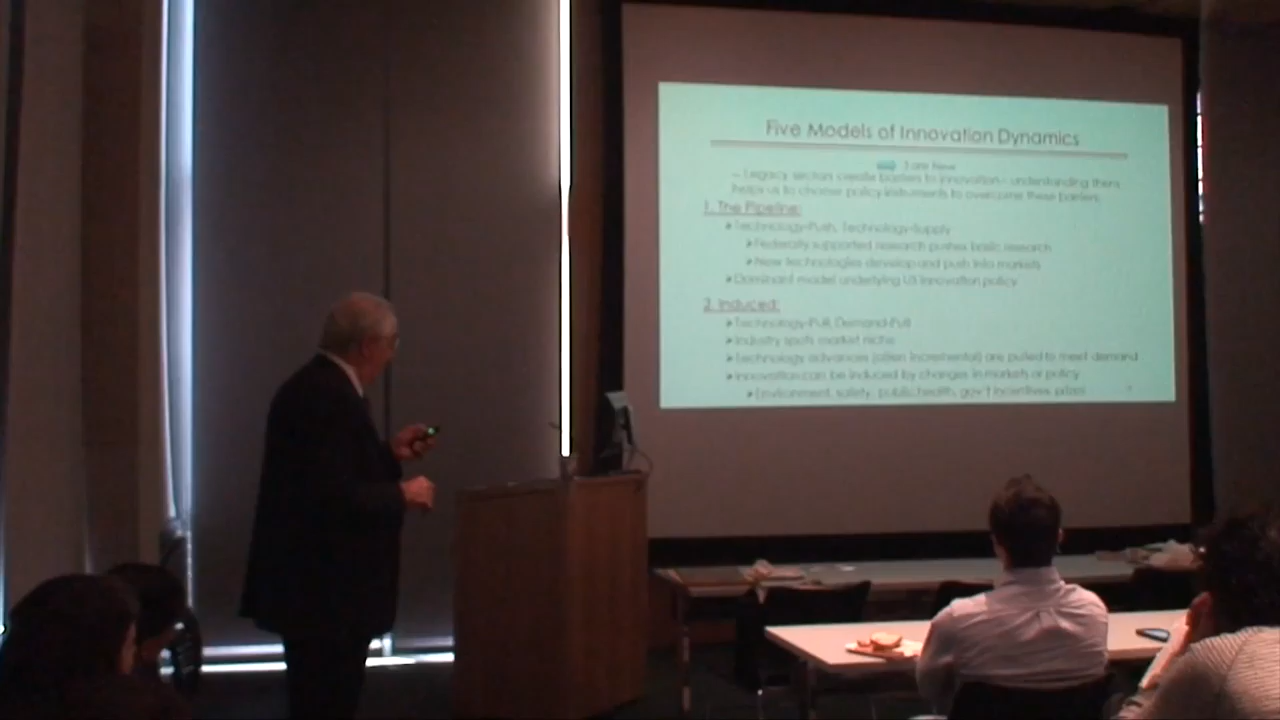 Five Models of Innovation Dynamics
3 are New
– Legacy sectors create barriers to innovation – understanding them
helps us to choose policy instruments to overcome these barriers
1. The Pipeline:
Technology-Push, Technology-Supply
Federally supported research pushes basic research
New technologies develop and push into markets
Dominant model underlying US innovation policy
2. Induced:
Technology-Pull, Demand-Pull
Industry spots market niche
Technology advances (often incremental) are pulled to meet demand
Innovation can be induced by changes in markets or policy
Environment, safety, public health, gov't incentives, prizes